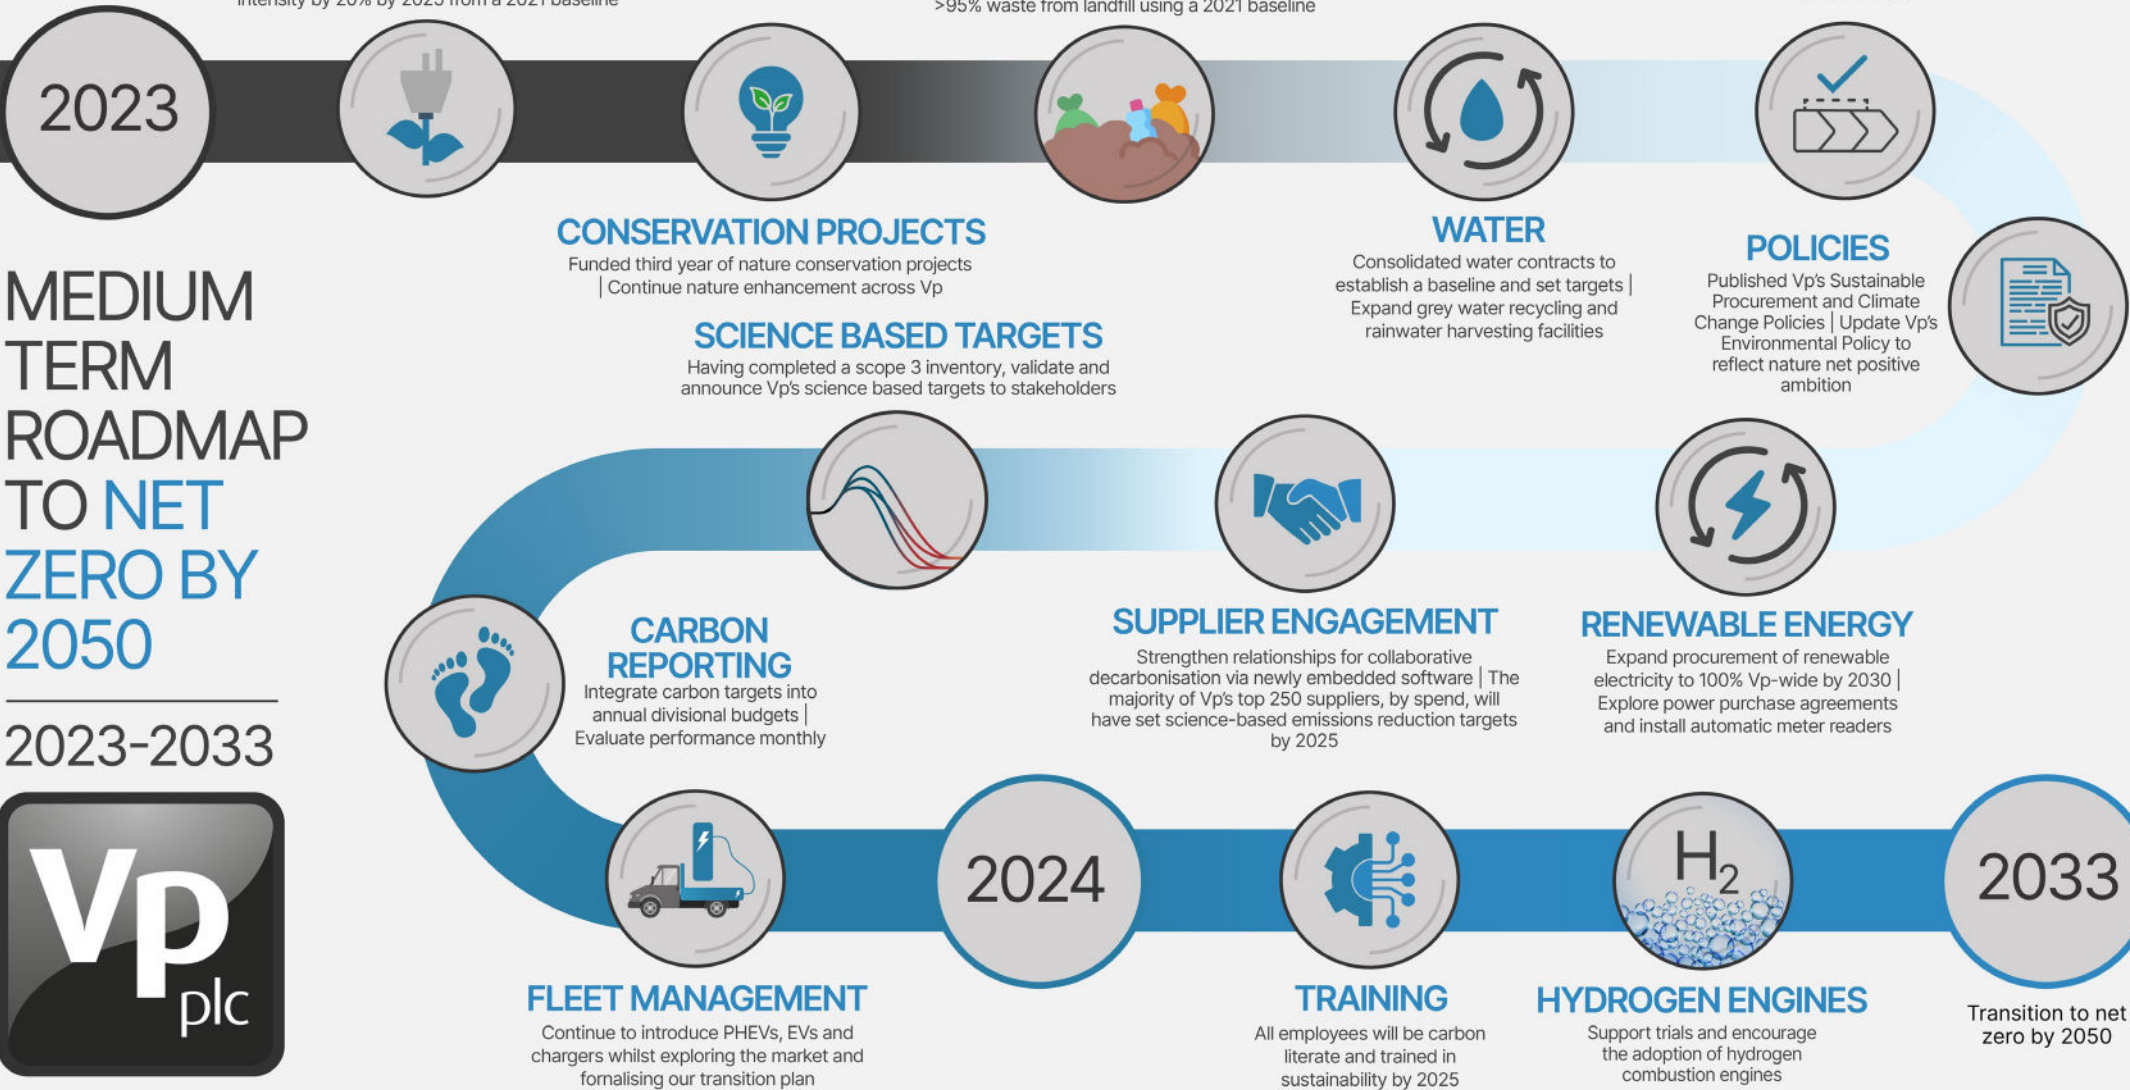 intensity by 20% by 2025 from a 2021 baseline
>95% waste from landfill using a 2021 baseline
2023
CONSERVATION PROJECTS
Funded third year of nature conservation projects
| Continue nature enhancement across Vp
WATER
Consolidated water contracts to
establish a baseline and set targets |
Expand grey water recycling and
rainwater harvesting facilities
POLICIES
Published Vp's Sustainable
Procurement and Climate
Change Policies | Update Vp's
Environmental Policy to
reflect nature net positive
ambition
MEDIUM
TERM
ROADMAP
TO NET
ZERO BY
2050
2023-2033
Vp
plc
SCIENCE BASED TARGETS
Having completed a scope 3 inventory, validate and
announce Vp's science based targets to stakeholders
SUPPLIER ENGAGEMENT
Strengthen relationships for collaborative
decarbonisation via newly embedded software | The
majority of Vp's top 250 suppliers, by spend, will
have set science-based emissions reduction targets
by 2025
RENEWABLE ENERGY
Expand procurement of renewable
electricity to 100% Vp-wide by 2030 |
Explore power purchase agreements
and install automatic meter readers
CARBON
REPORTING
Integrate carbon targets into
annual divisional budgets |
Evaluate performance monthly
FLEET MANAGEMENT
Continue to introduce PHEVs, EVs and
chargers whilst exploring the market and
fornalising our transition plan
2024
TRAINING
All employees will be carbon
literate and trained in
sustainability by 2025
H2
HYDROGEN ENGINES
Support trials and encourage
the adoption of hydrogen
combustion engines
2033
Transition to net
zero by 2050